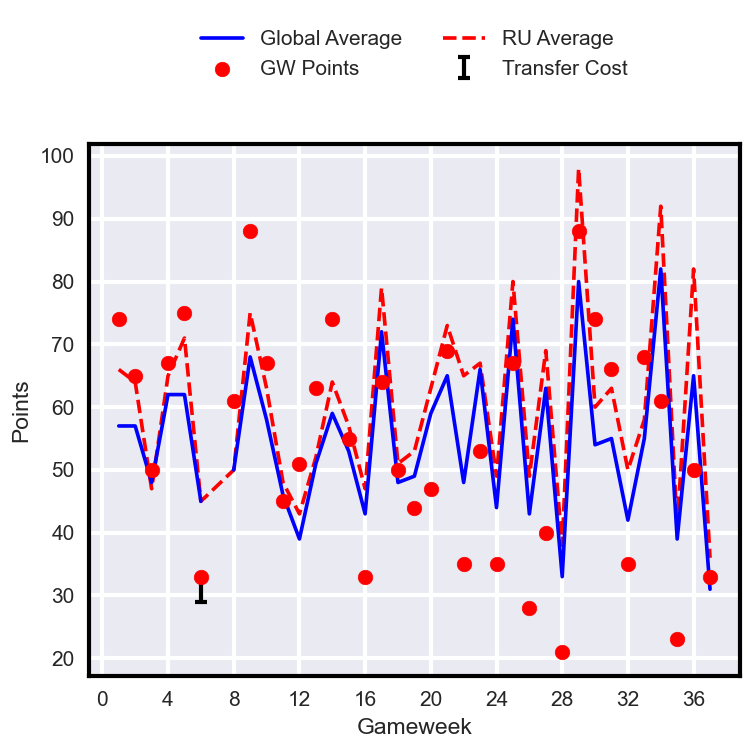 Global Average
RU Average
GW Points
Transfer Cost
100
90
80
70
60
50
40
30
20
Points
0 4 8 12 16 20 24 28 32 36
Gameweek